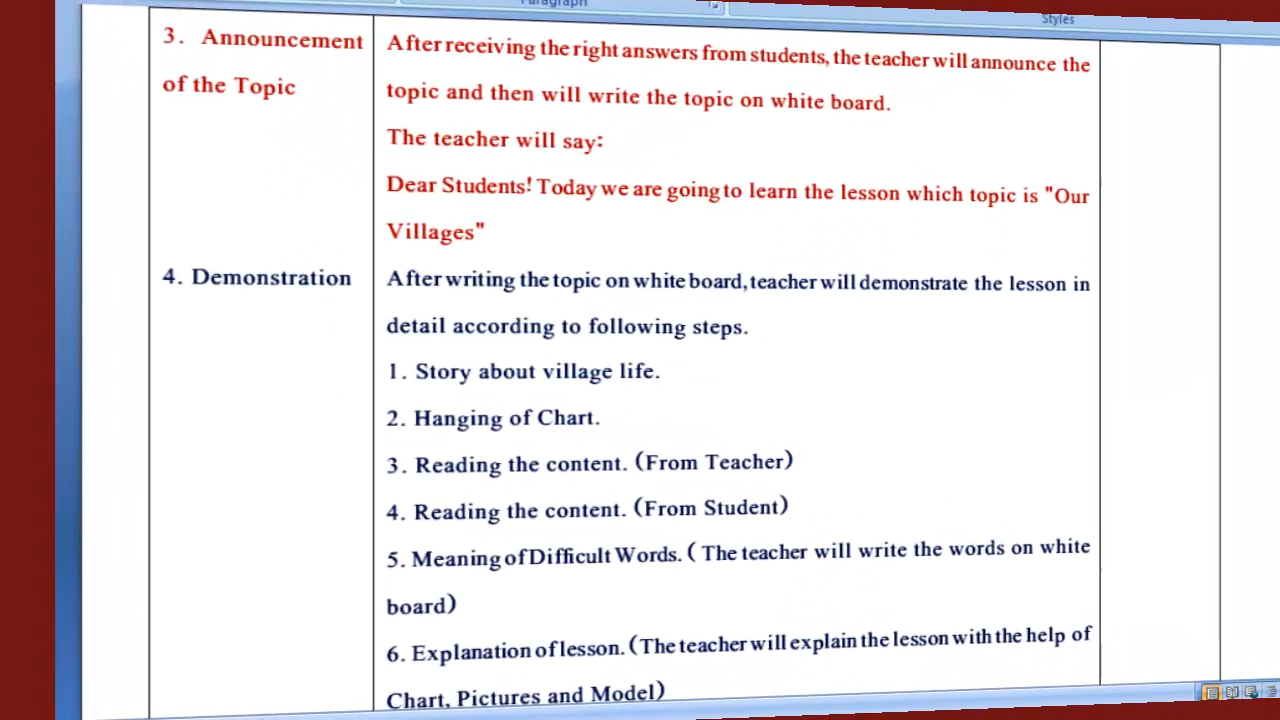 Paragraph
Styles
3. Announcement
of the Topic
After receiving the right answers from students, the teacher will announce the
topic and then will write the topic on white board.
The teacher will say:
Dear Students! Today we are going to learn the lesson which topic is "Our
Villages"
4. Demonstration
After writing the topic on white board, teacher will demonstrate the lesson in
detail according to following steps.
1. Story about village life.
2. Hanging of Chart.
3. Reading the content. (From Teacher)
4. Reading the content. (From Student)
5. Meaning of Difficult Words. ( The teacher will write the words on white
board)
6. Explanation of lesson. (The teacher will explain the lesson with the help of
Chart, Pictures and Model)